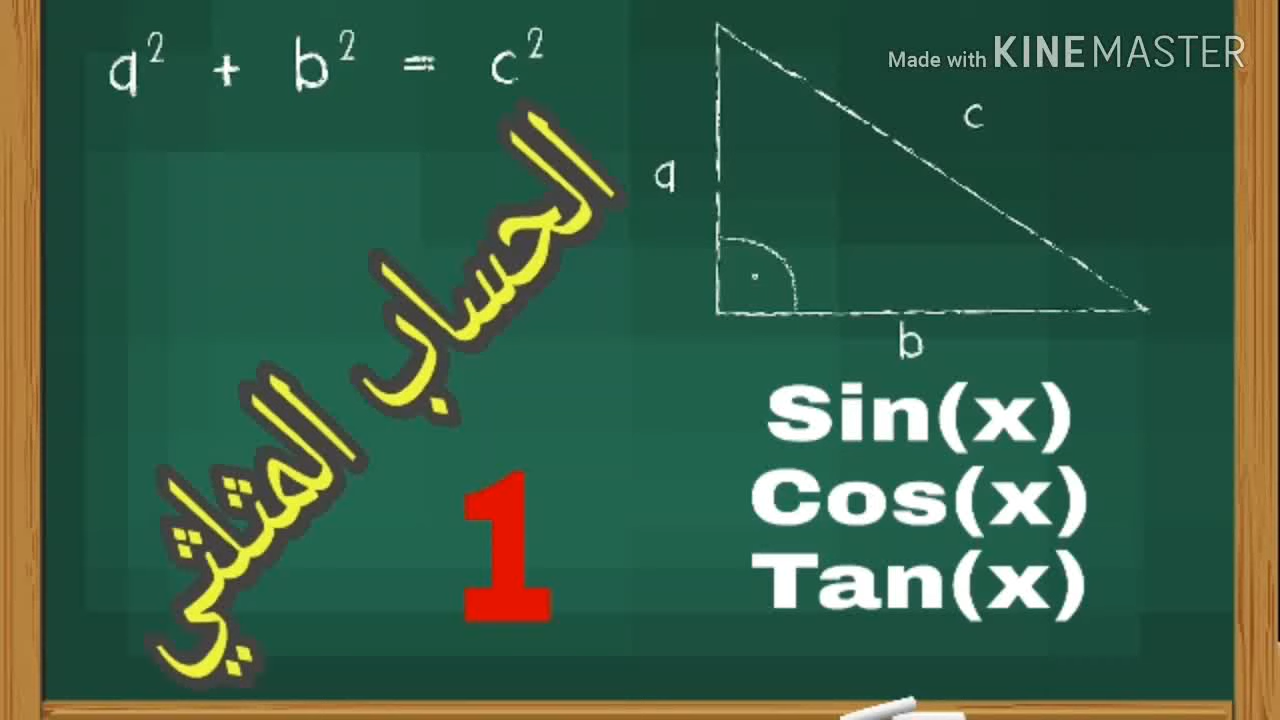 a² + b² = c²
Made with KINEMASTER
c
a
b
الحساب المثلثي
1
Sin(x)
Cos(x)
Tan(x)